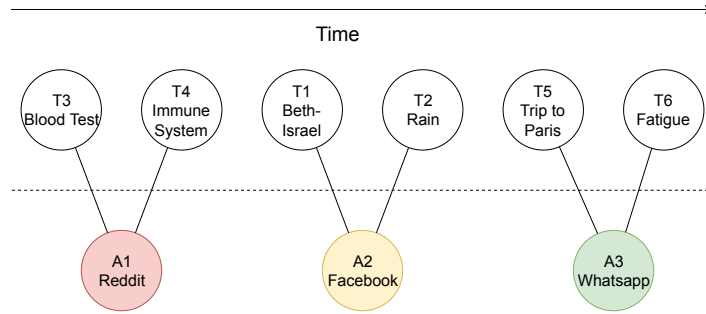 Time
T3
Blood Test
T4
Immune
System
T1
Beth-
Israel
T2
Rain
T5
Trip to
Paris
T6
Fatigue
A1
Reddit
A2
Facebook
A3
Whatsapp